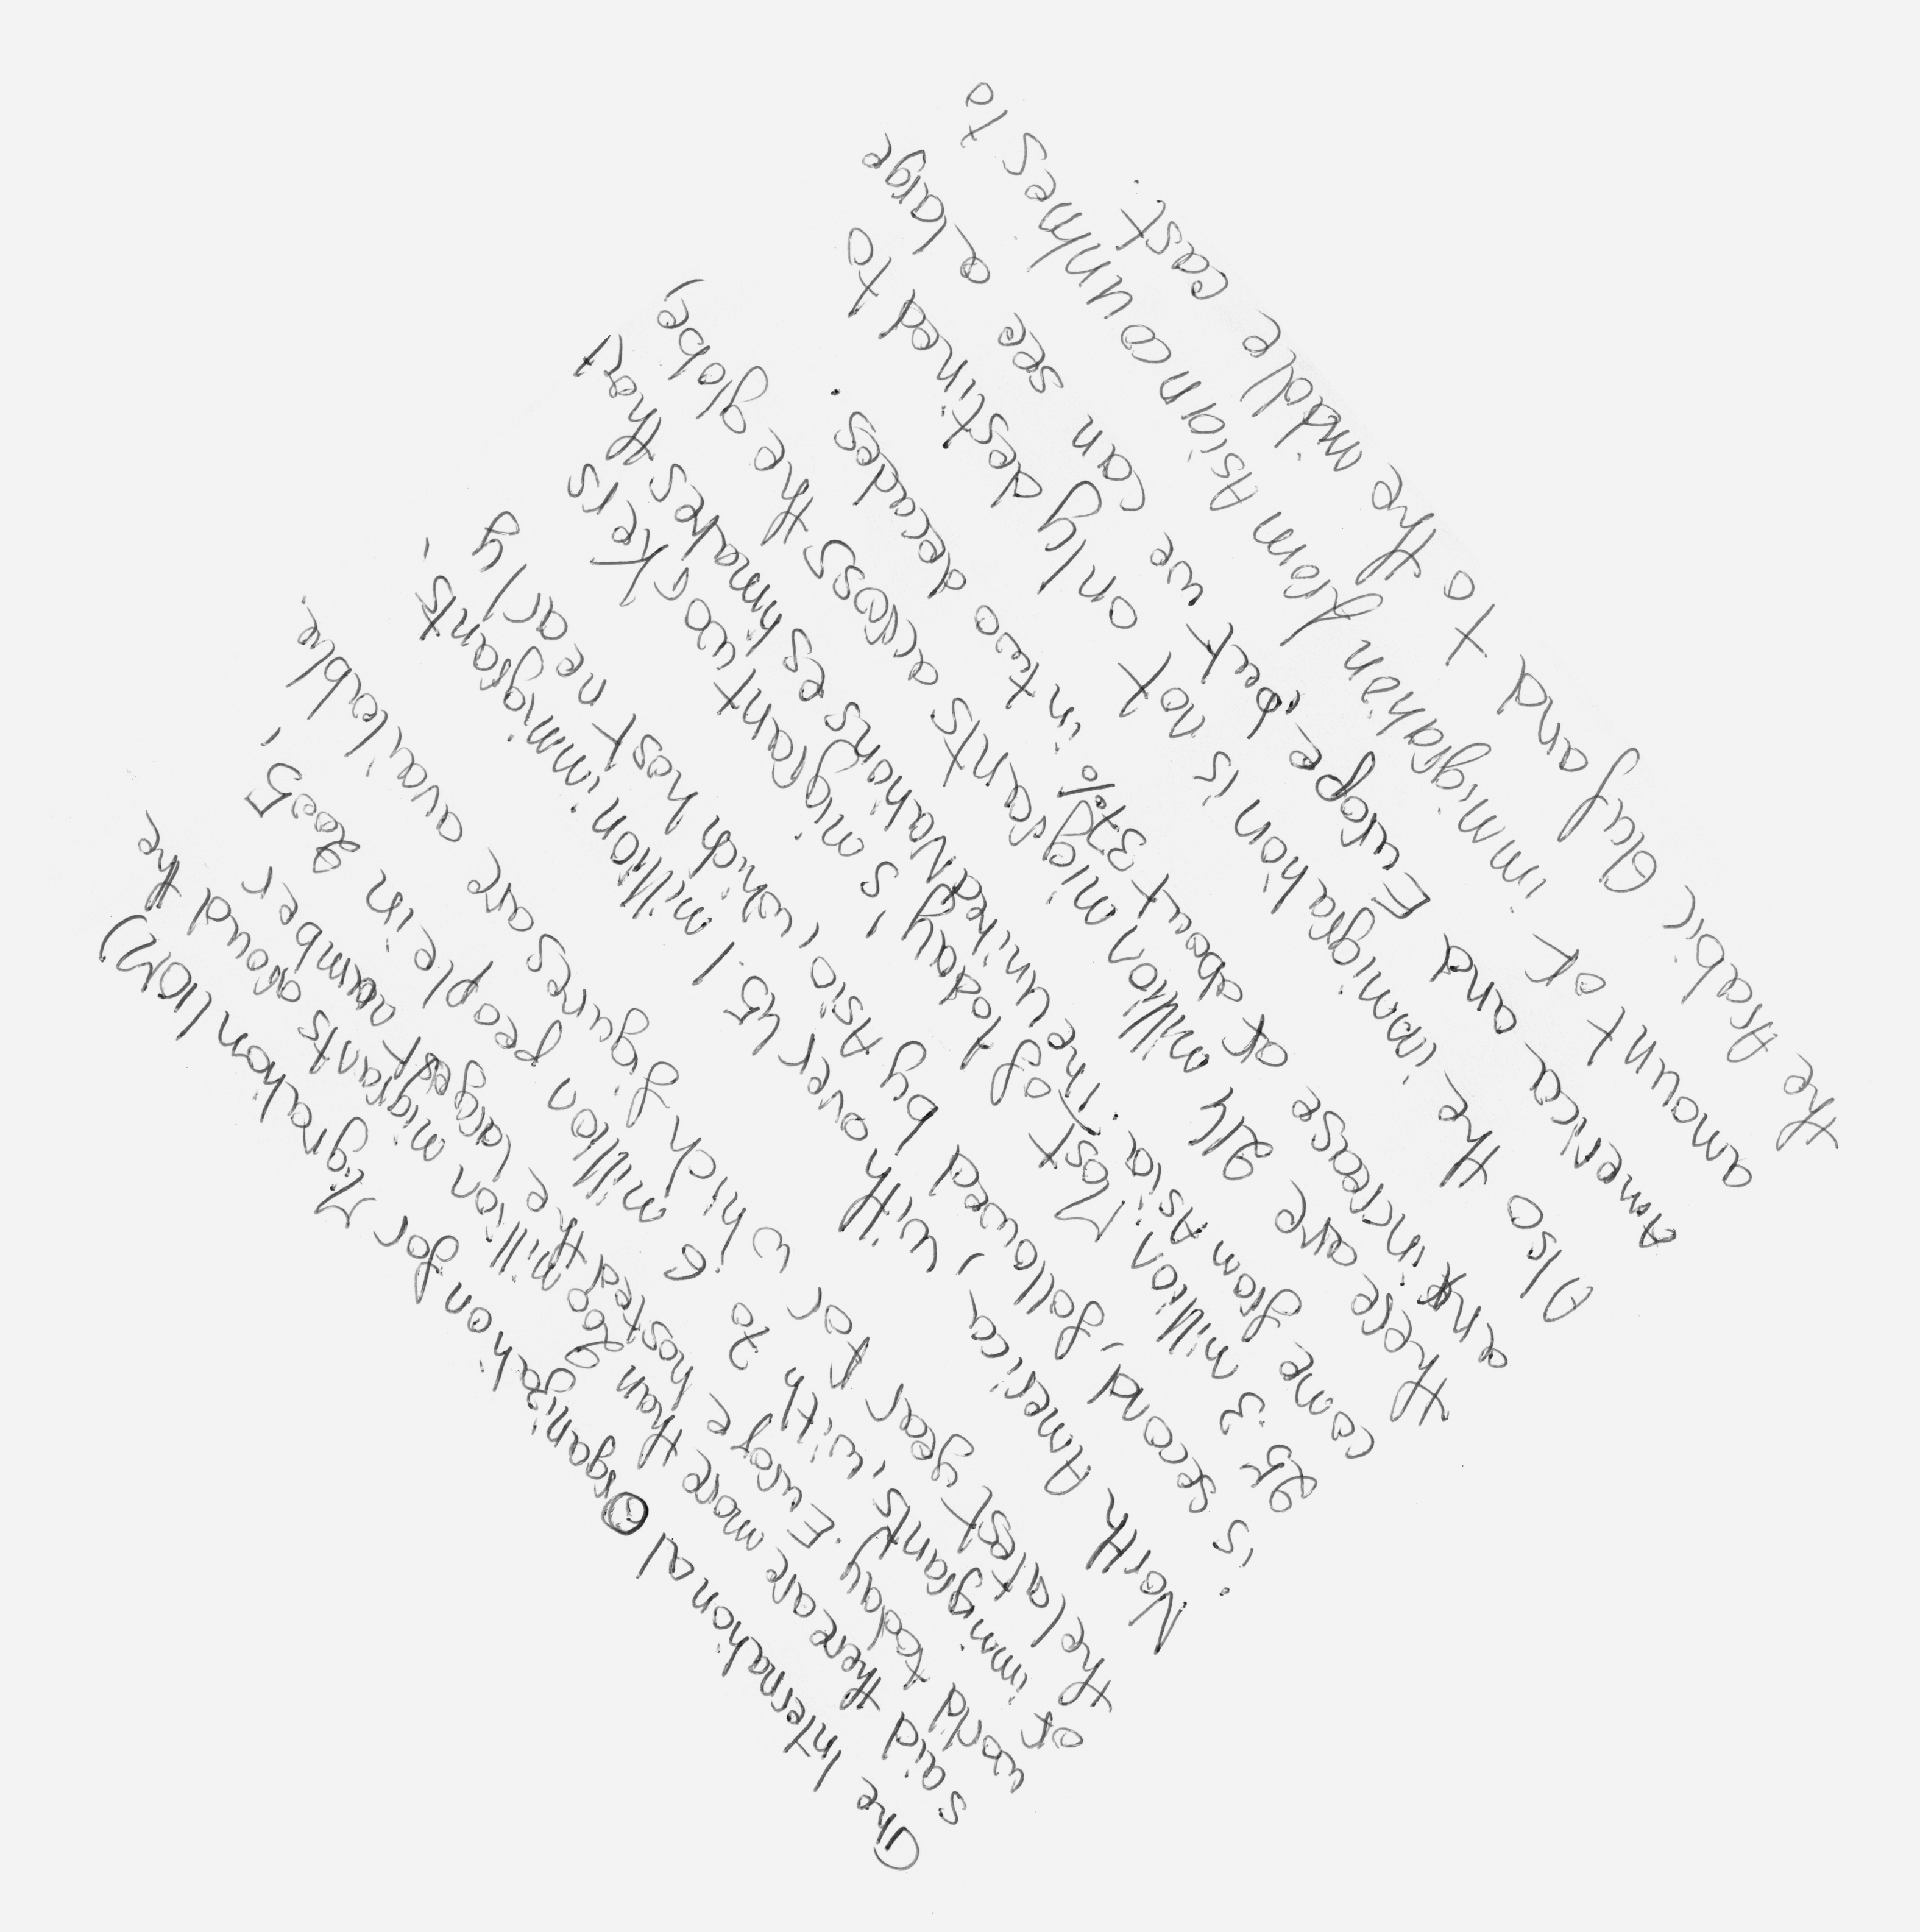 The International Organization for Migration (IOM)
said there are more than 200 million migrants around the
world today. Europe hosted the largest number
of immigrants, with 70.6 million people in 2005,
the latest year for which figures are availabble.
North America, with over 45.1 million immigrants,
is second, followed by Asia, which host nearly
25.3 million. Most of today's migrant workers
come from Asia. The united Nations estimates that
there are 214 million migrants across the globe,
an increase of about 37% in two decades.
Also the immigration is not only destined to
America and Europe but we can see a large
amount of immigration from Asian countries to
the Arabic Gulf and to the middle east.